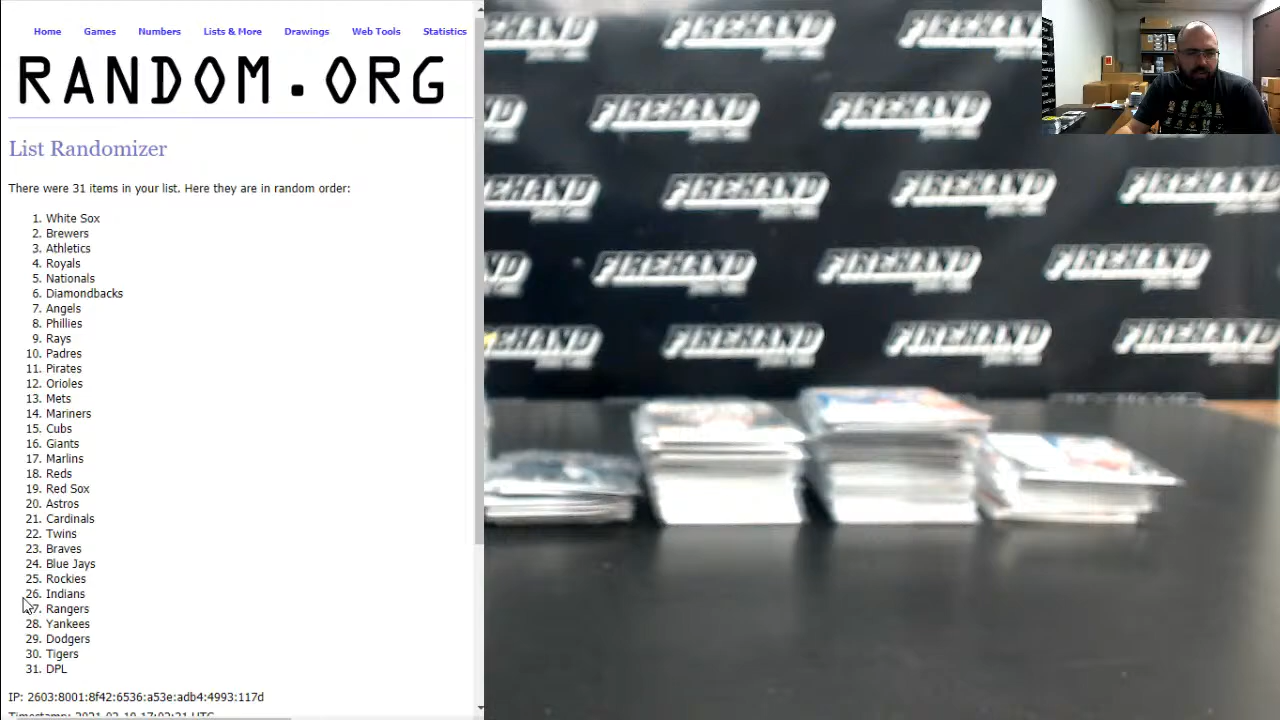 Home Games Numbers Lists & More Drawings Web Tools Statistics
RANDOM.ORG
List Randomizer
There were 31 items in your list. Here they are in random order:
1. White Sox
2. Brewers
3. Athletics
4. Royals
5. Nationals
6. Diamondbacks
7. Angels
8. Phillies
9. Rays
10. Padres
11. Pirates
12. Orioles
13. Mets
14. Mariners
15. Cubs
16. Giants
17. Marlins
18. Reds
19. Red Sox
20. Astros
21. Cardinals
22. Twins
23. Braves
24. Blue Jays
25. Rockies
26. Indians
27. Rangers
28. Yankees
29. Dodgers
30. Tigers
31. DPL
IP: 2603:8001:8f42:6536:a53e:adb4:4993:117d
FIREHAND FIREHAND FIREHAND
FIREHAND FIREHAND
FIREHAND FIREHAND FIREHAND FIREHAND
FIREHAND FIREHAND FIREHAND
FIREHAND FIREHAND FIREHAND FIREHAND